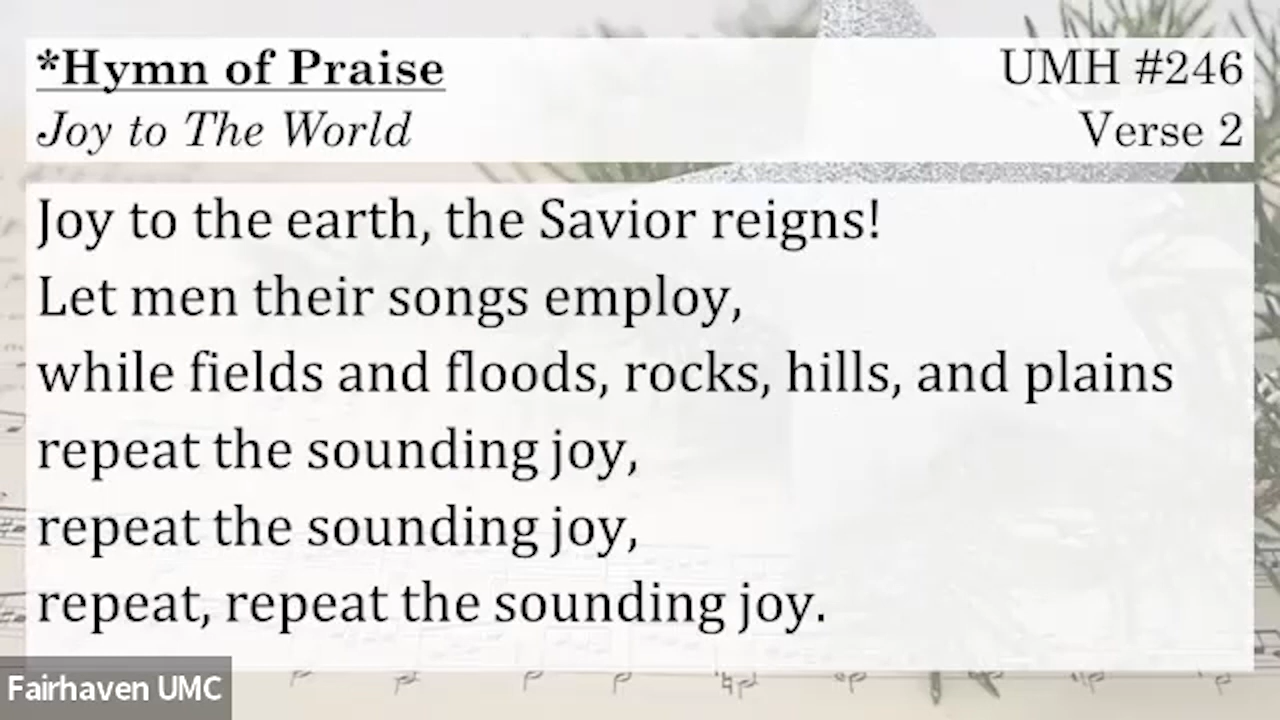 *Hymn of Praise UMH #246
Joy to The World Verse 2
Joy to the earth, the Savior reigns!
Let men their songs employ,
while fields and floods, rocks, hills, and plains
repeat the sounding joy,
repeat the sounding joy,
repeat, repeat the sounding joy.
Fairhaven UMC